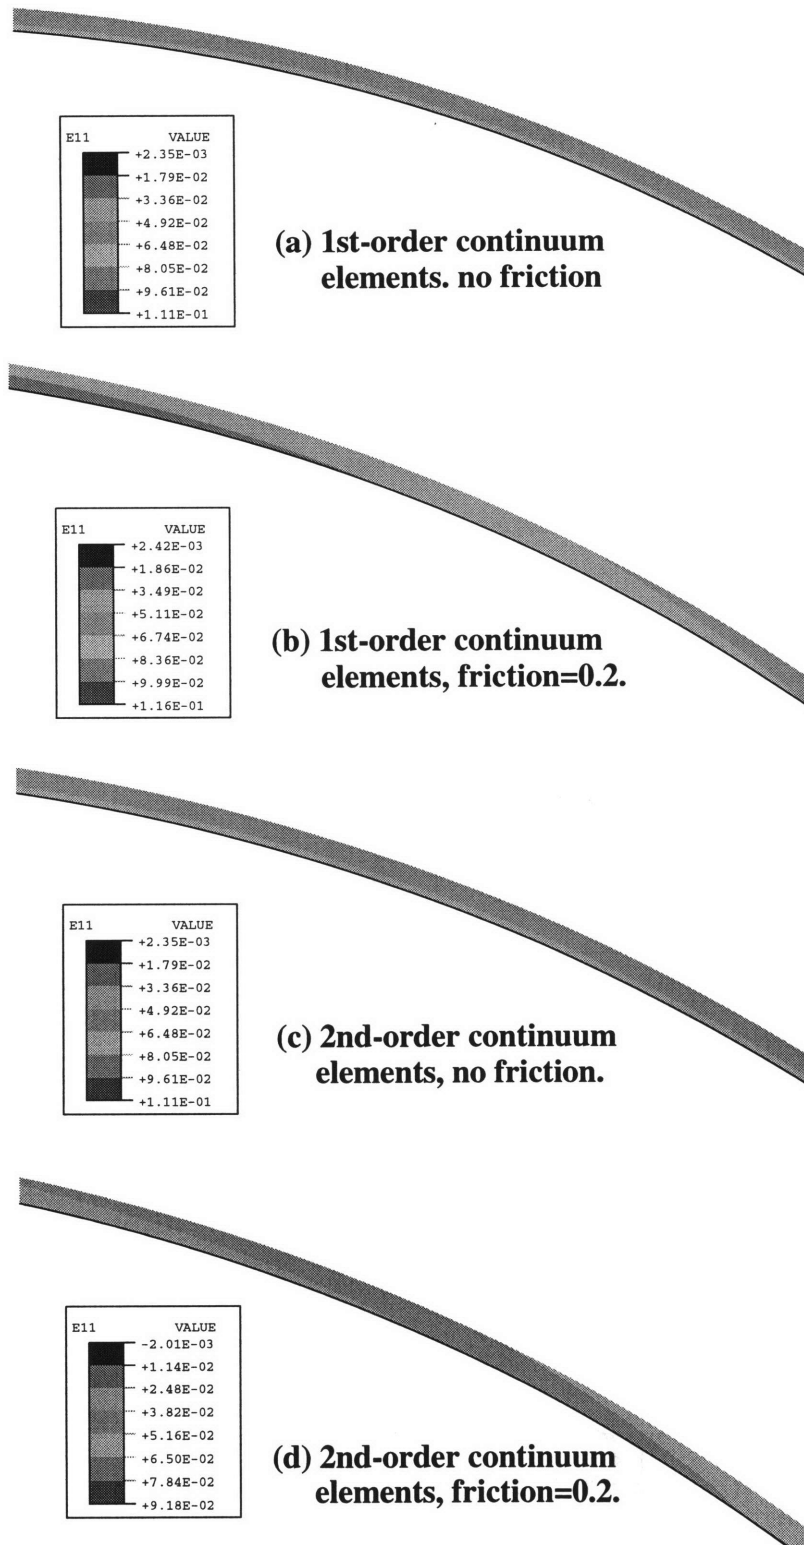 E11 VALUE
+2.35E-03
+1.79E-02
+3.36E-02
+4.92E-02
+6.48E-02
+8.05E-02
+9.61E-02
+1.11E-01
(a) 1st-order continuum
elements. no friction
E11 VALUE
+2.42E-03
+1.86E-02
+3.49E-02
+5.11E-02
+6.74E-02
+8.36E-02
+9.99E-02
+1.16E-01
(b) 1st-order continuum
elements, friction=0.2.
E11 VALUE
+2.35E-03
+1.79E-02
+3.36E-02
+4.92E-02
+6.48E-02
+8.05E-02
+9.61E-02
+1.11E-01
(c) 2nd-order continuum
elements, no friction.
E11 VALUE
-2.01E-03
+1.14E-02
+2.48E-02
+3.82E-02
+5.16E-02
+6.50E-02
+7.84E-02
+9.18E-02
(d) 2nd-order continuum
elements, friction=0.2.